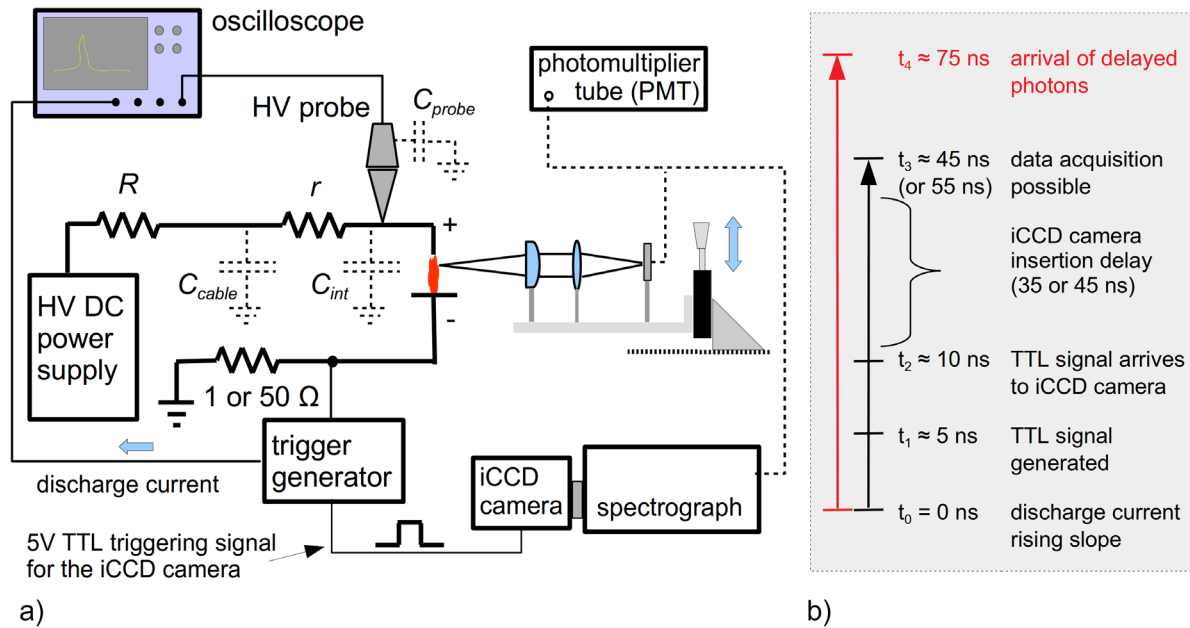 oscilloscope
HV probe
C_probe
photomultiplier
tube (PMT)
R
r
+
C_cable
C_int
-
HV DC
power
supply
1 or 50 Ω
trigger
generator
discharge current
iCCD
camera
spectrograph
5V TTL triggering signal
for the iCCD camera
a)
t₄ ≈ 75 ns arrival of delayed
photons
t₃ ≈ 45 ns data acquisition
(or 55 ns) possible
iCCD camera
insertion delay
(35 or 45 ns)
t₂ ≈ 10 ns TTL signal arrives
to iCCD camera
t₁ ≈ 5 ns TTL signal
generated
t₀ = 0 ns discharge current
rising slope
b)